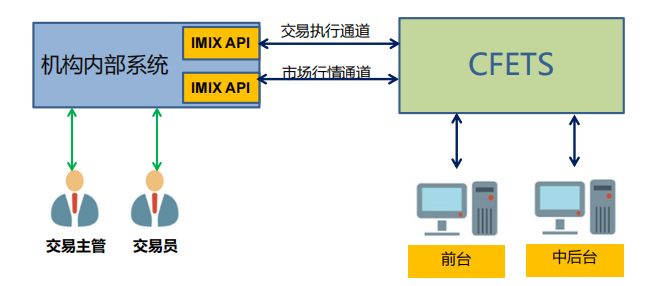 IMIX API
交易执行通道
机构内部系统
CFETS
市场行情通道
IMIX API
交易主管
交易员
前台
中后台